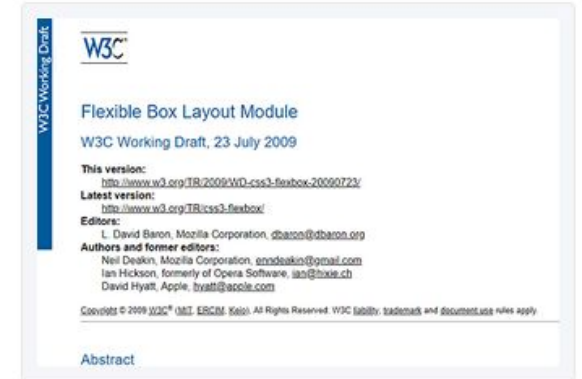 W3C Working Draft
W3C
Flexible Box Layout Module
W3C Working Draft, 23 July 2009
This version:
http://www.w3.org/TR/2009/WD-css3-flexbox-20090723/
Latest version:
http://www.w3.org/TR/css3-flexbox/
Editors:
L. David Baron, Mozilla Corporation, dbaron@dbaron.org
Authors and former editors:
Neil Deakin, Mozilla Corporation, enndeakin@gmail.com
Ian Hickson, formerly of Opera Software, ian@hixie.ch
David Hyatt, Apple, hyatt@apple.com
Copyright © 2009 W3C® (MIT, ERCIM, Keio), All Rights Reserved. W3C liability, trademark and document use rules apply.
Abstract